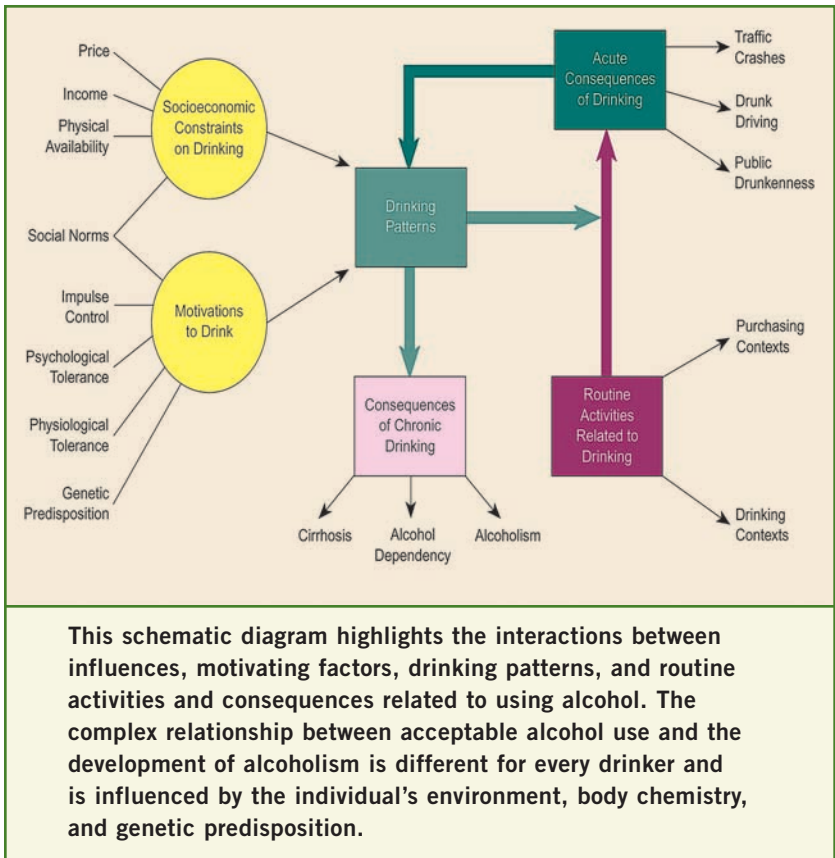 Price
Income
Physical
Availability
Social Norms
Impulse
Control
Psychological
Tolerance
Physiological
Tolerance
Genetic
Predisposition
Socioeconomic
Constraints
on Drinking
Motivations
to Drink
Drinking
Patterns
Consequences
of Chronic
Drinking
Cirrhosis
Alcohol
Dependency
Alcoholism
Acute
Consequences
of Drinking
Traffic
Crashes
Drunk
Driving
Public
Drunkenness
Routine
Activities
Related to
Drinking
Purchasing
Contexts
Drinking
Contexts
This schematic diagram highlights the interactions between
influences, motivating factors, drinking patterns, and routine
activities and consequences related to using alcohol. The
complex relationship between acceptable alcohol use and the
development of alcoholism is different for every drinker and
is influenced by the individual's environment, body chemistry,
and genetic predisposition.